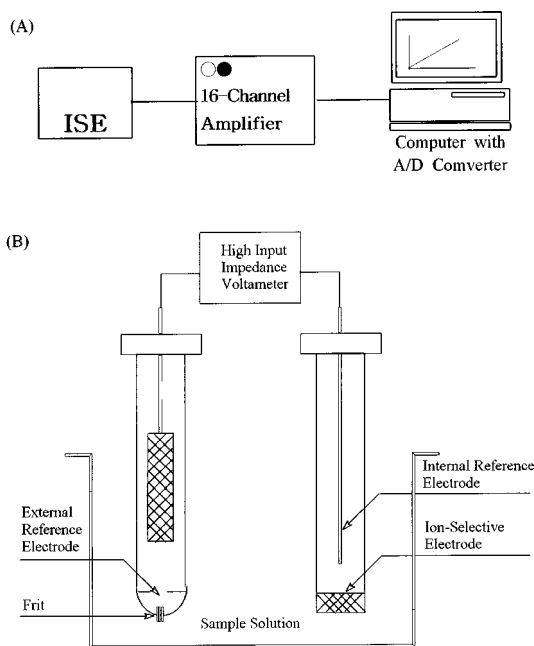 (A)
ISE
16-Channel
Amplifier
Computer with
A/D Comverter
(B)
High Input
Impedance
Voltameter
Internal Reference
Electrode
External
Reference
Electrode
Ion-Selective
Electrode
Frit
Sample Solution